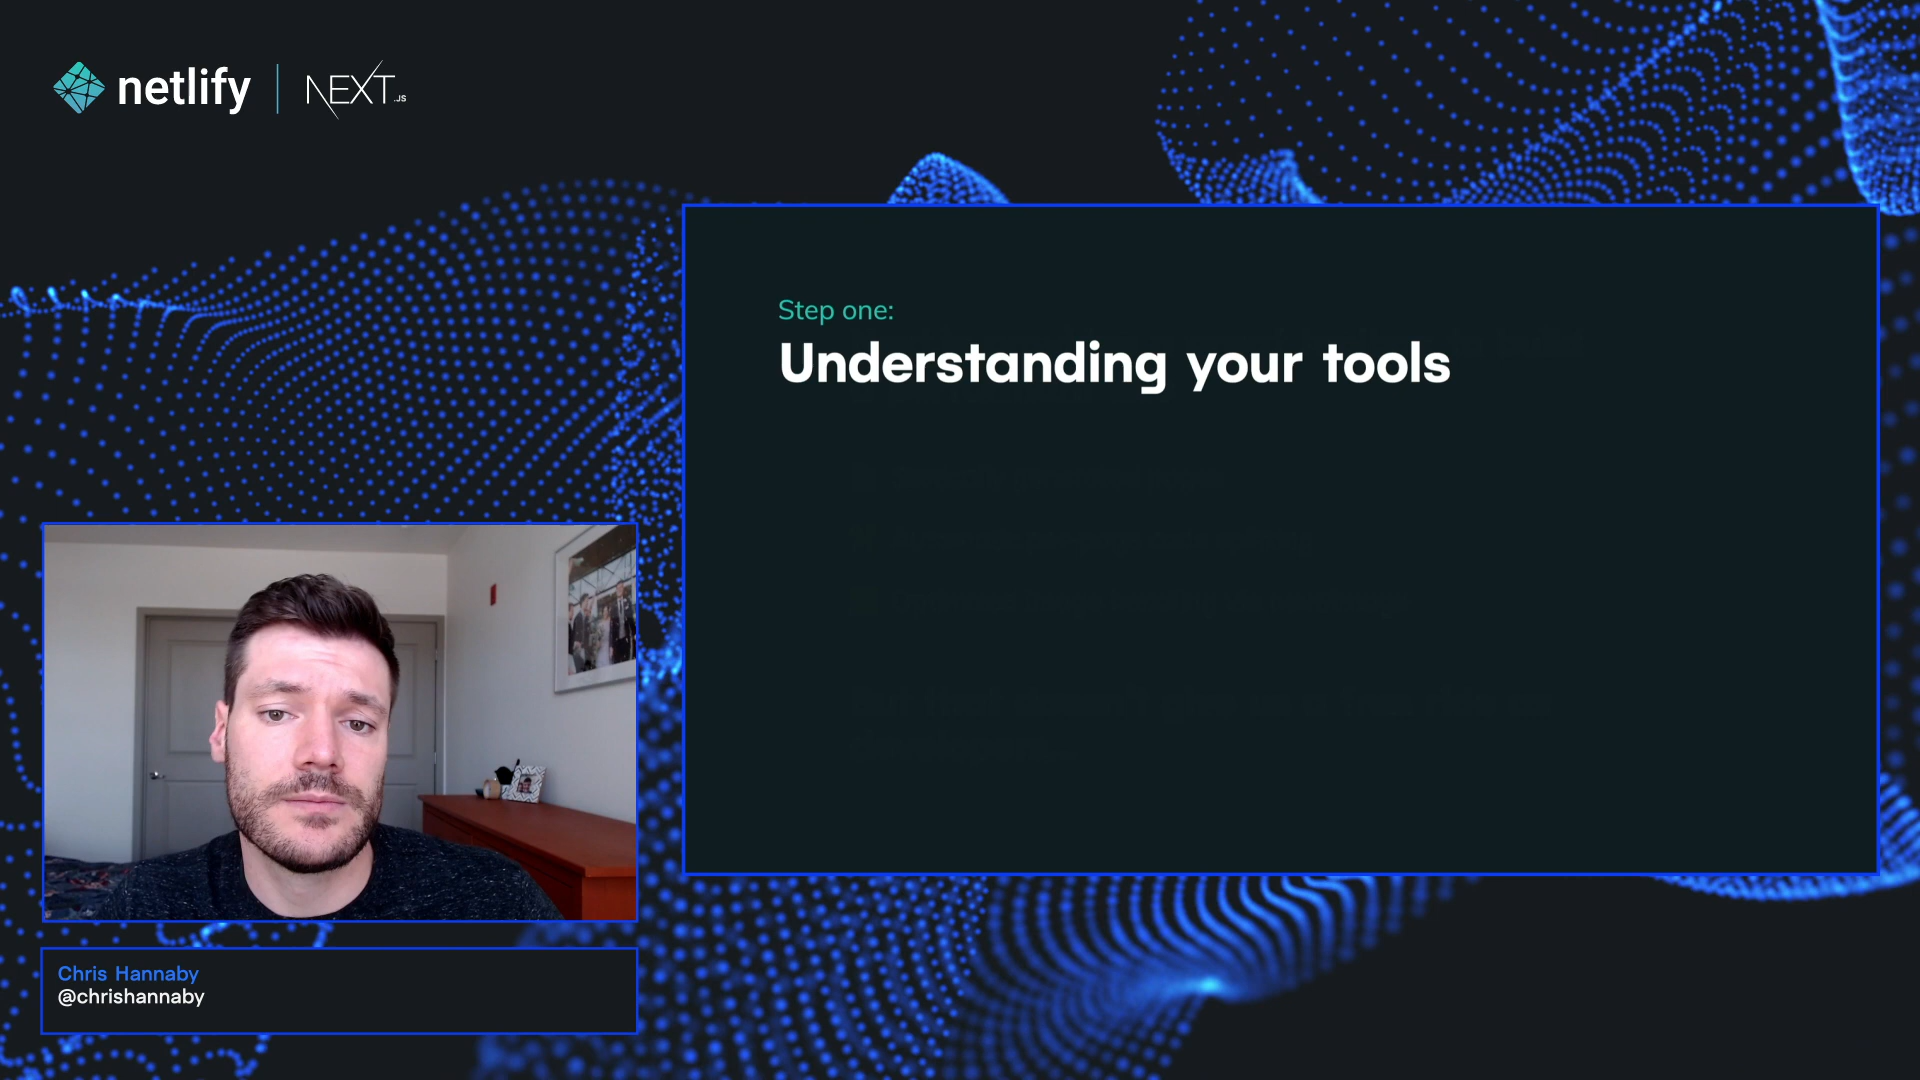 netlify
NEXT.JS
Step one:
Understanding your tools
Chris Hannaby
@chrishannaby